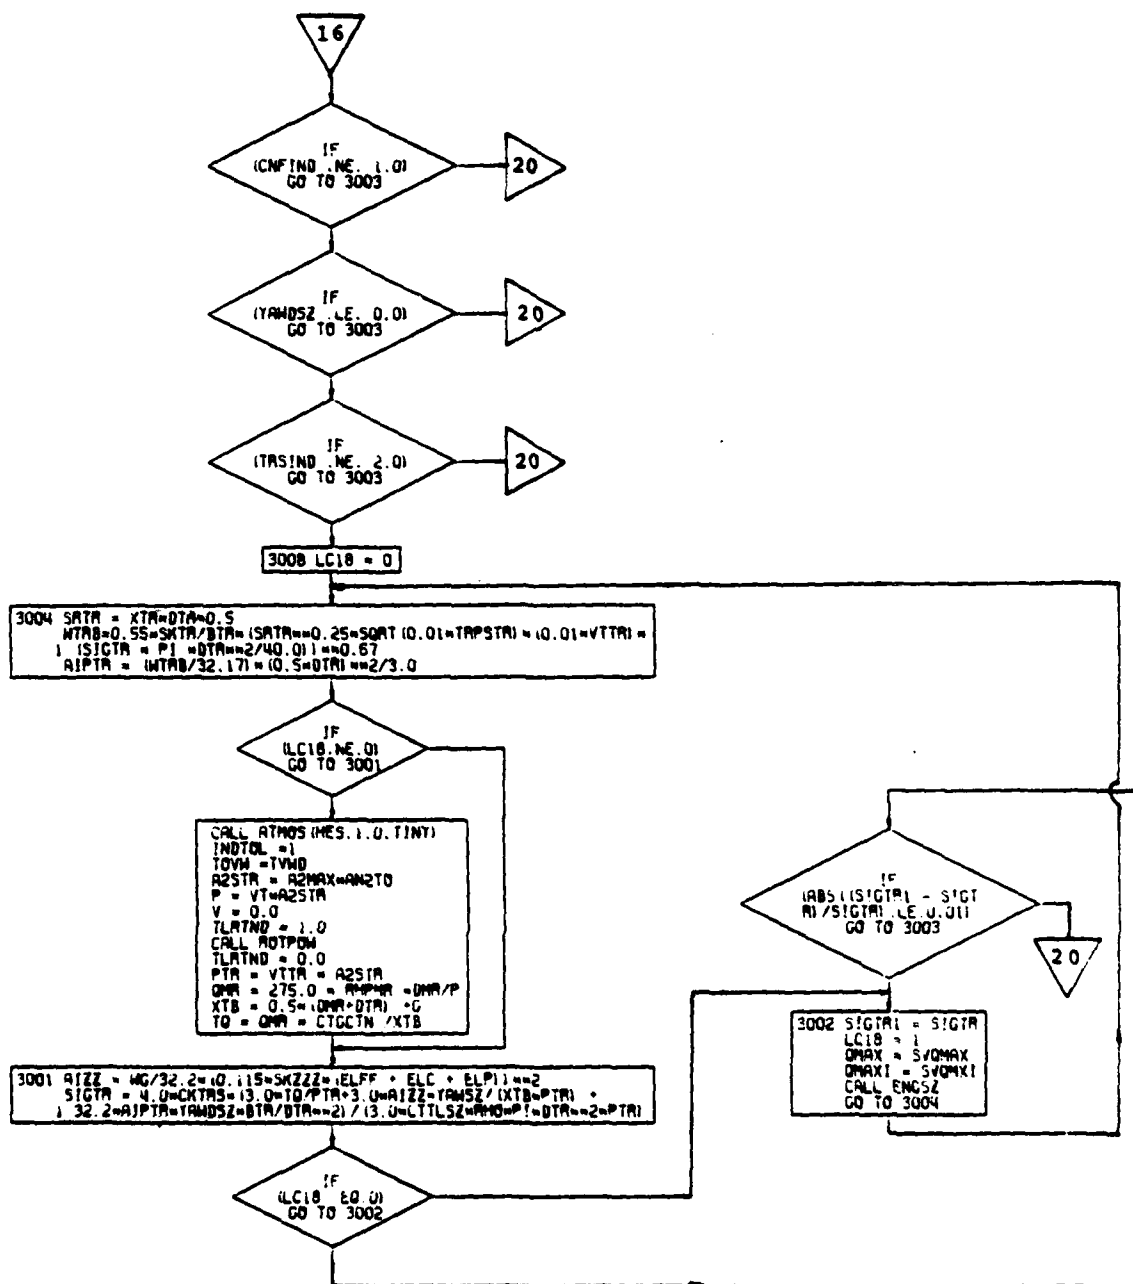 16
IF
(CNFIND .NE. 1.0)
GO TO 3003
20
IF
(YAWDSZ .LE. 0.0)
GO TO 3003
20
IF
(TRSIND .NE. 2.0)
GO TO 3003
20
3008 LC18 = 0
3004 SRTR = XTR*DTR*0.5
WTRB=0.55*SKTR/BTR*(SRTR**0.25*SQRT(0.01*TRPSTR)*(0.01*VTTR)*
1 (SIGTR * PI *DTR**2/40.0))**0.67
AIPTR = (WTRB/32.17)*(0.5*DTR)**2/3.0
IF
(LC18.NE.0)
GO TO 3001
CALL ATMOS(HES,1,0,TINY)
INDTOL =1
TOVW =TVWD
A2STR = A2MAX*AN2TO
P = VT*A2STR
V = 0.0
TLRTND = 1.0
CALL ROTPOW
TLRTND = 0.0
PTR = VTTR * A2STR
QMR = 275.0 * RHPMR *DMR/P
XTB = 0.5*(DMR+DTR) +G
TQ = QMR * CTGCTN /XTB
3001 AIZZ = WG/32.2*(0.115*SKZZZ*(ELFF + ELC + ELP))**2
SIGTR = 4.0*CKTRS*(3.0*TQ/PTR+3.0*AIZZ*YAWSZ/(XTB*PTR) +
1 32.2*AIPTR*YAWDSZ*BTR/DTR**2)/(3.0*CTTLSZ*RHO*PI*DTR**2*PTR)
IF
(LC18 .EQ.0)
GO TO 3002
IF
(ABS((SIGTR1 - SIGT
R)/SIGTR) .LE.0.01)
GO TO 3003
20
3002 SIGTR1 = SIGTR
LC18 = 1
QMAX = SVQMAX
QMAXI = SVQMXI
CALL ENGSZ
GO TO 3004